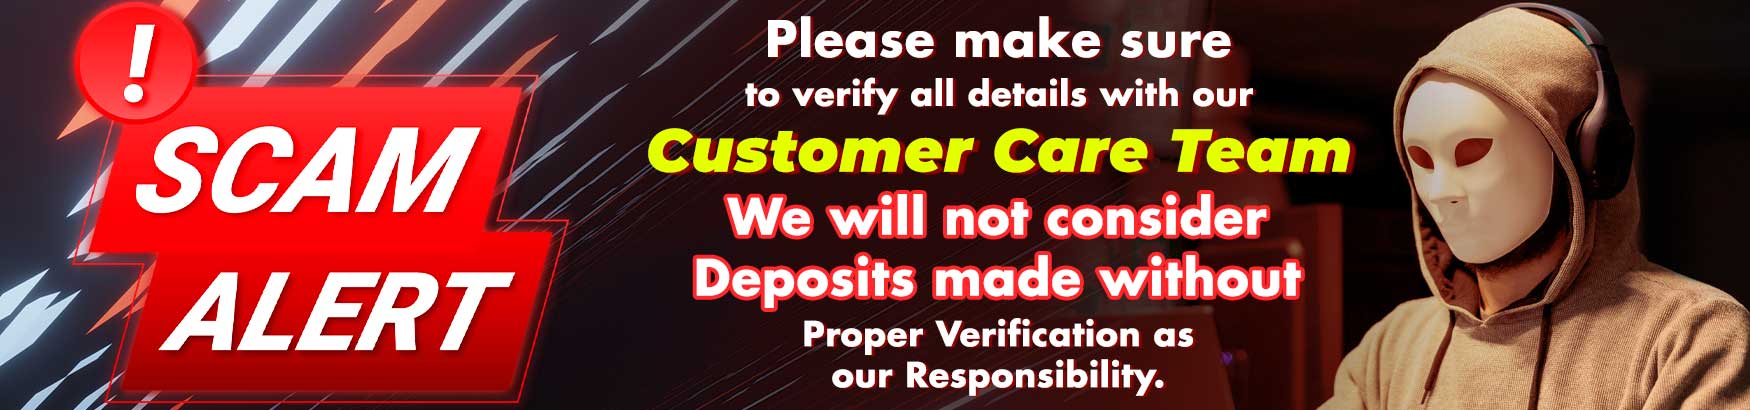 !
SCAM
ALERT
Please make sure
to verify all details with our
Customer Care Team
We will not consider
Deposits made without
Proper Verification as
our Responsibility.